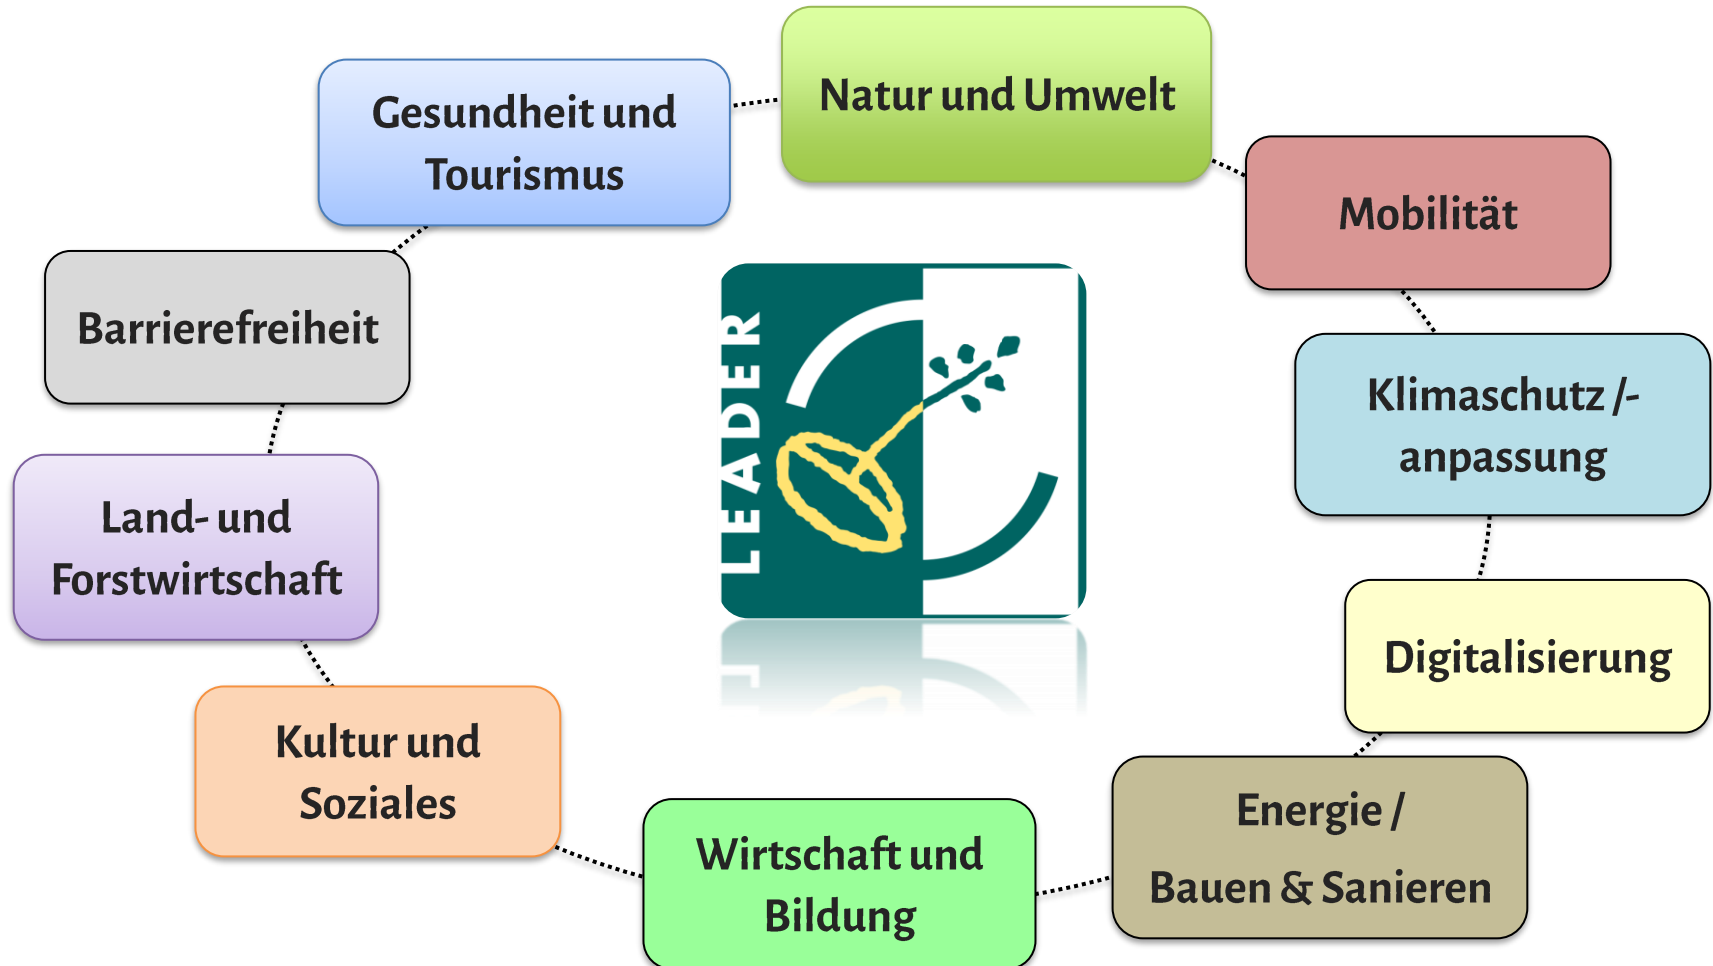 Natur und Umwelt
Gesundheit und
Tourismus
Mobilität
Barrierefreiheit
Klimaschutz /-
anpassung
LEADER
Land- und
Forstwirtschaft
Digitalisierung
Kultur und
Soziales
Energie /
Bauen & Sanieren
Wirtschaft und
Bildung